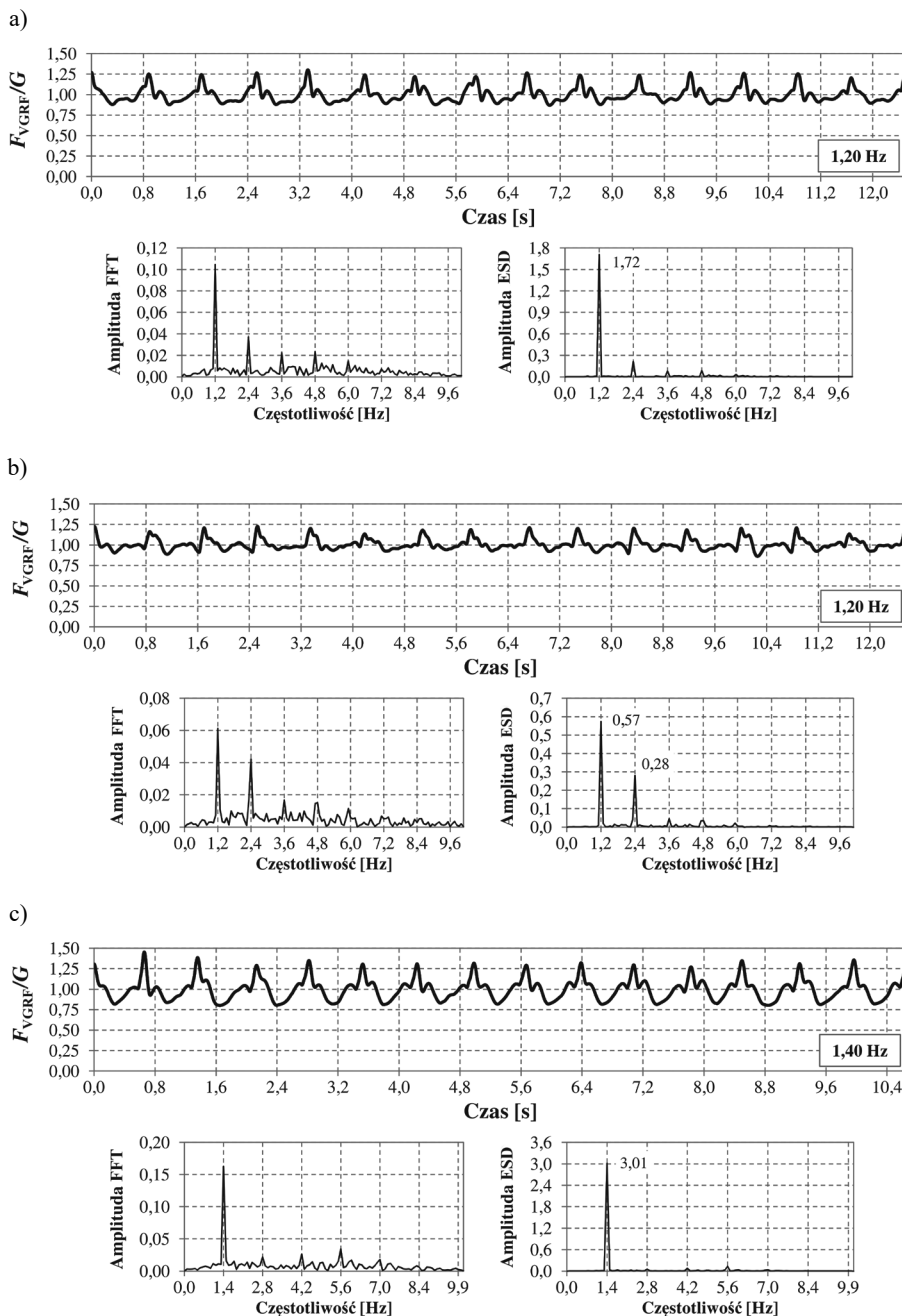 a)
1,50
1,25
1,00
0,75
0,50
0,25
0,00
F_VGRF/G
1,20 Hz
0,0 0,8 1,6 2,4 3,2 4,0 4,8 5,6 6,4 7,2 8,0 8,8 9,6 10,4 11,2 12,0
Czas [s]
0,12
0,10
0,08
0,06
0,04
0,02
0,00
Amplituda FFT
0,0 1,2 2,4 3,6 4,8 6,0 7,2 8,4 9,6
Częstotliwość [Hz]
1,8
1,5
1,2
0,9
0,6
0,3
0,0
Amplituda ESD
1,72
0,0 1,2 2,4 3,6 4,8 6,0 7,2 8,4 9,6
Częstotliwość [Hz]
b)
1,50
1,25
1,00
0,75
0,50
0,25
0,00
F_VGRF/G
1,20 Hz
0,0 0,8 1,6 2,4 3,2 4,0 4,8 5,6 6,4 7,2 8,0 8,8 9,6 10,4 11,2 12,0
Czas [s]
0,08
0,06
0,04
0,02
0,00
Amplituda FFT
0,0 1,2 2,4 3,6 4,8 6,0 7,2 8,4 9,6
Częstotliwość [Hz]
0,7
0,6
0,5
0,4
0,3
0,2
0,1
0,0
Amplituda ESD
0,57
0,28
0,0 1,2 2,4 3,6 4,8 6,0 7,2 8,4 9,6
Częstotliwość [Hz]
c)
1,50
1,25
1,00
0,75
0,50
0,25
0,00
F_VGRF/G
1,40 Hz
0,0 0,8 1,6 2,4 3,2 4,0 4,8 5,6 6,4 7,2 8,0 8,8 9,6 10,4
Czas [s]
0,20
0,15
0,10
0,05
0,00
Amplituda FFT
0,0 1,4 2,8 4,2 5,6 7,0 8,4 9,9
Częstotliwość [Hz]
3,6
3,0
2,4
1,8
1,2
0,6
0,0
Amplituda ESD
3,01
0,0 1,4 2,8 4,2 5,6 7,0 8,4 9,9
Częstotliwość [Hz]